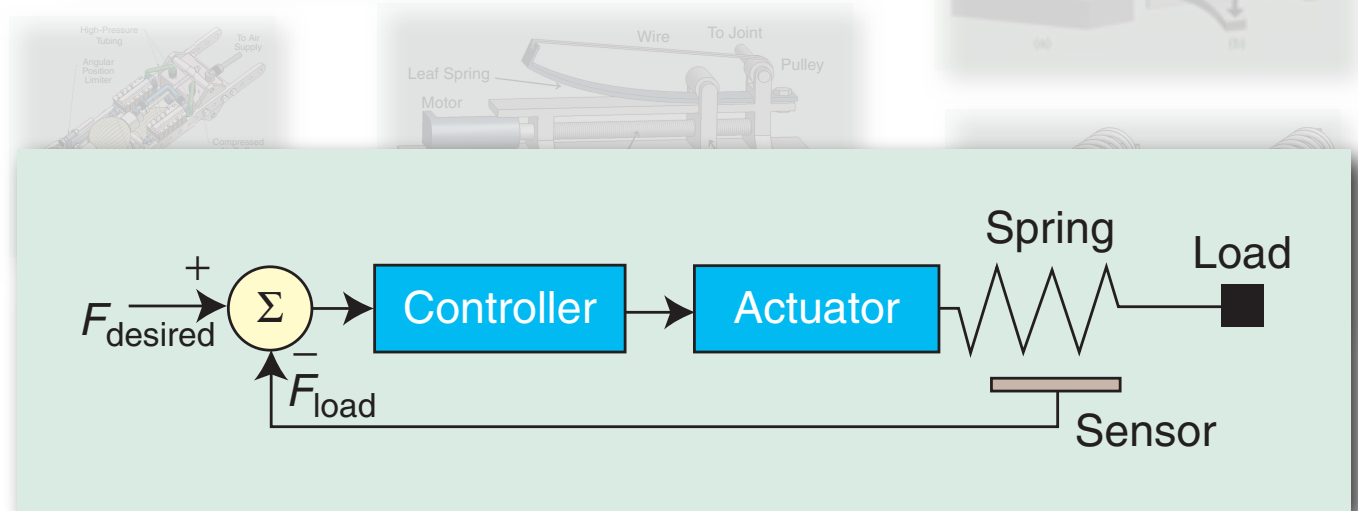 High-Pressure
Tubing
To Air
Supply
Angular
Position
Limiter
Compressed
Wire
To Joint
Leaf Spring
Pulley
Motor
(a)
(b)
Spring
Load
+
F desired
Σ
Controller
Actuator
−
F load
Sensor